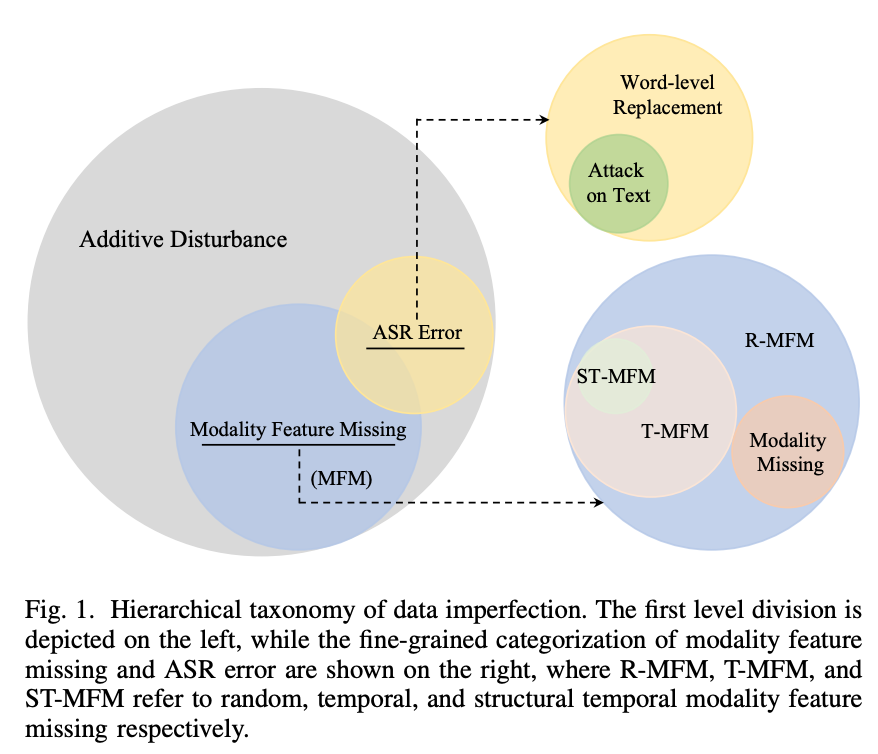 Additive Disturbance
ASR Error
Modality Feature Missing
(MFM)
Word-level
Replacement
Attack
on Text
R-MFM
ST-MFM
T-MFM
Modality
Missing
Fig. 1. Hierarchical taxonomy of data imperfection. The first level division is
depicted on the left, while the fine-grained categorization of modality feature
missing and ASR error are shown on the right, where R-MFM, T-MFM, and
ST-MFM refer to random, temporal, and structural temporal modality feature
missing respectively.